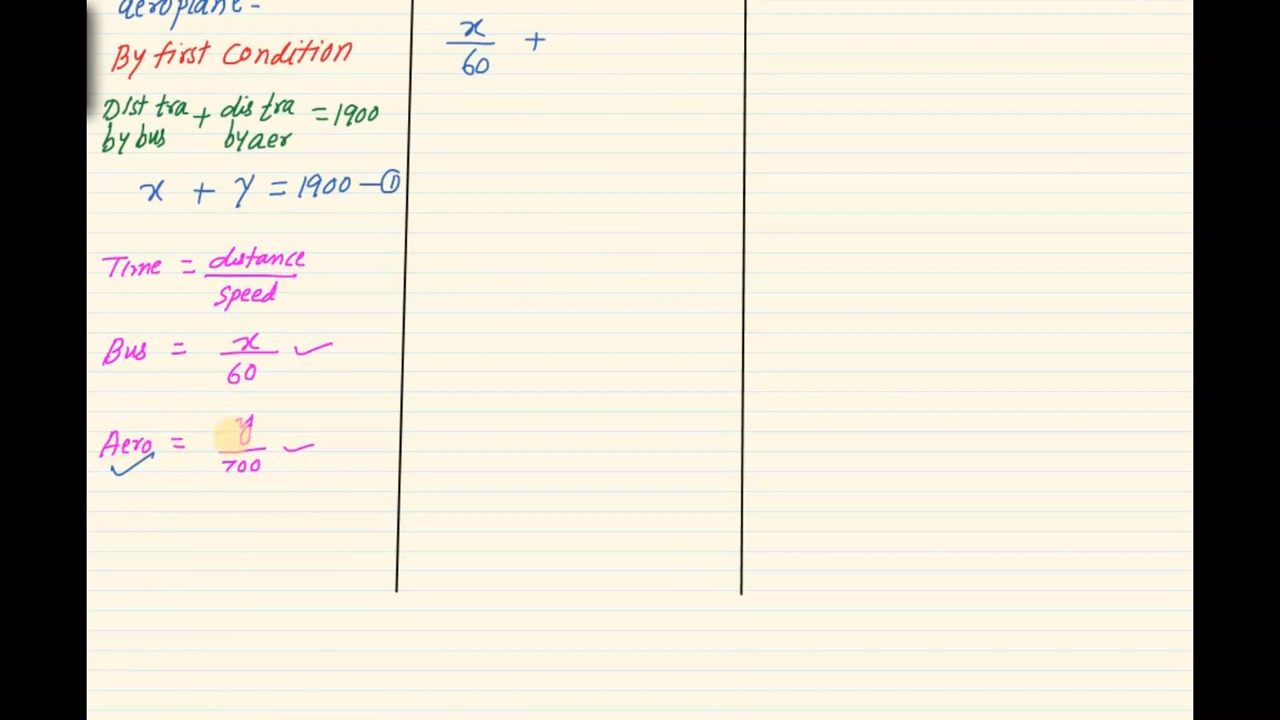 aeroplane-
By first condition
Dist tra + dis tra = 1900
by bus by aer
x + y = 1900 - ①
Time = distance
speed
Bus = x
60
Aero = y
700
x
60 +